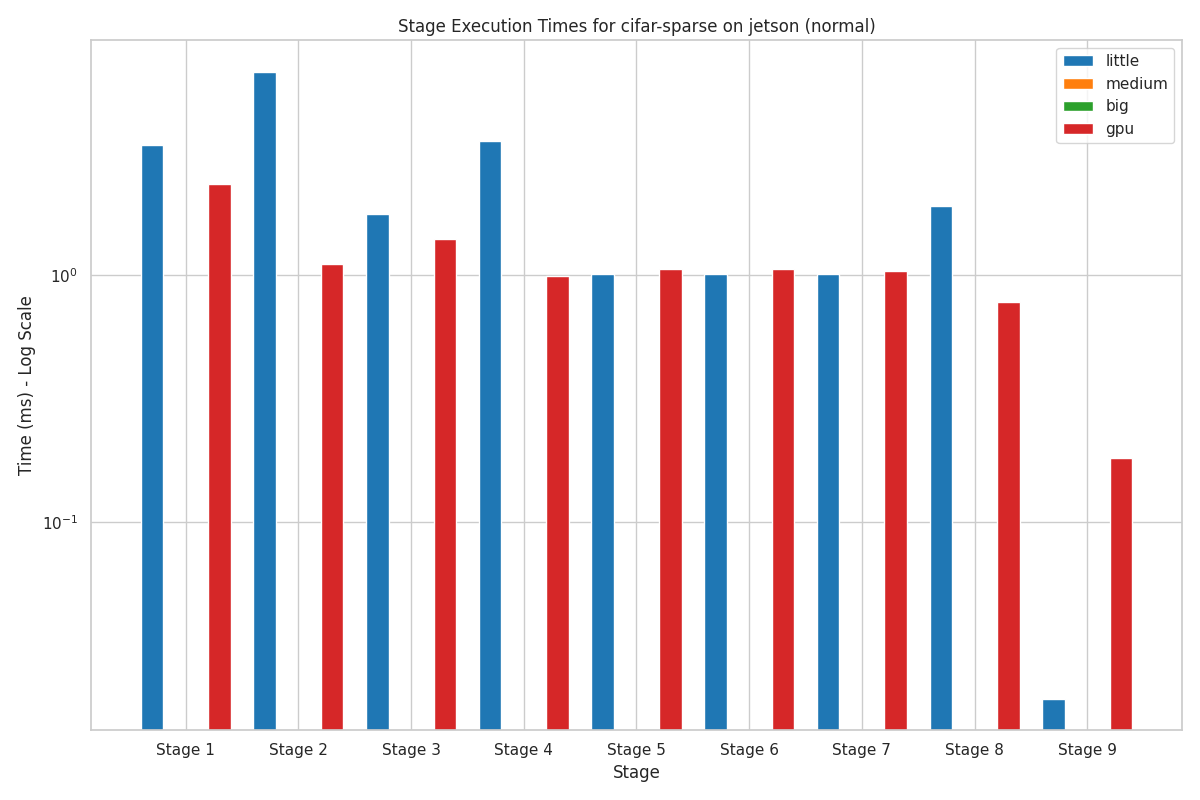 Stage Execution Times for cifar-sparse on jetson (normal)
little
medium
big
gpu
Time (ms) - Log Scale
10⁰
10⁻¹
Stage 1 Stage 2 Stage 3 Stage 4 Stage 5 Stage 6 Stage 7 Stage 8 Stage 9
Stage